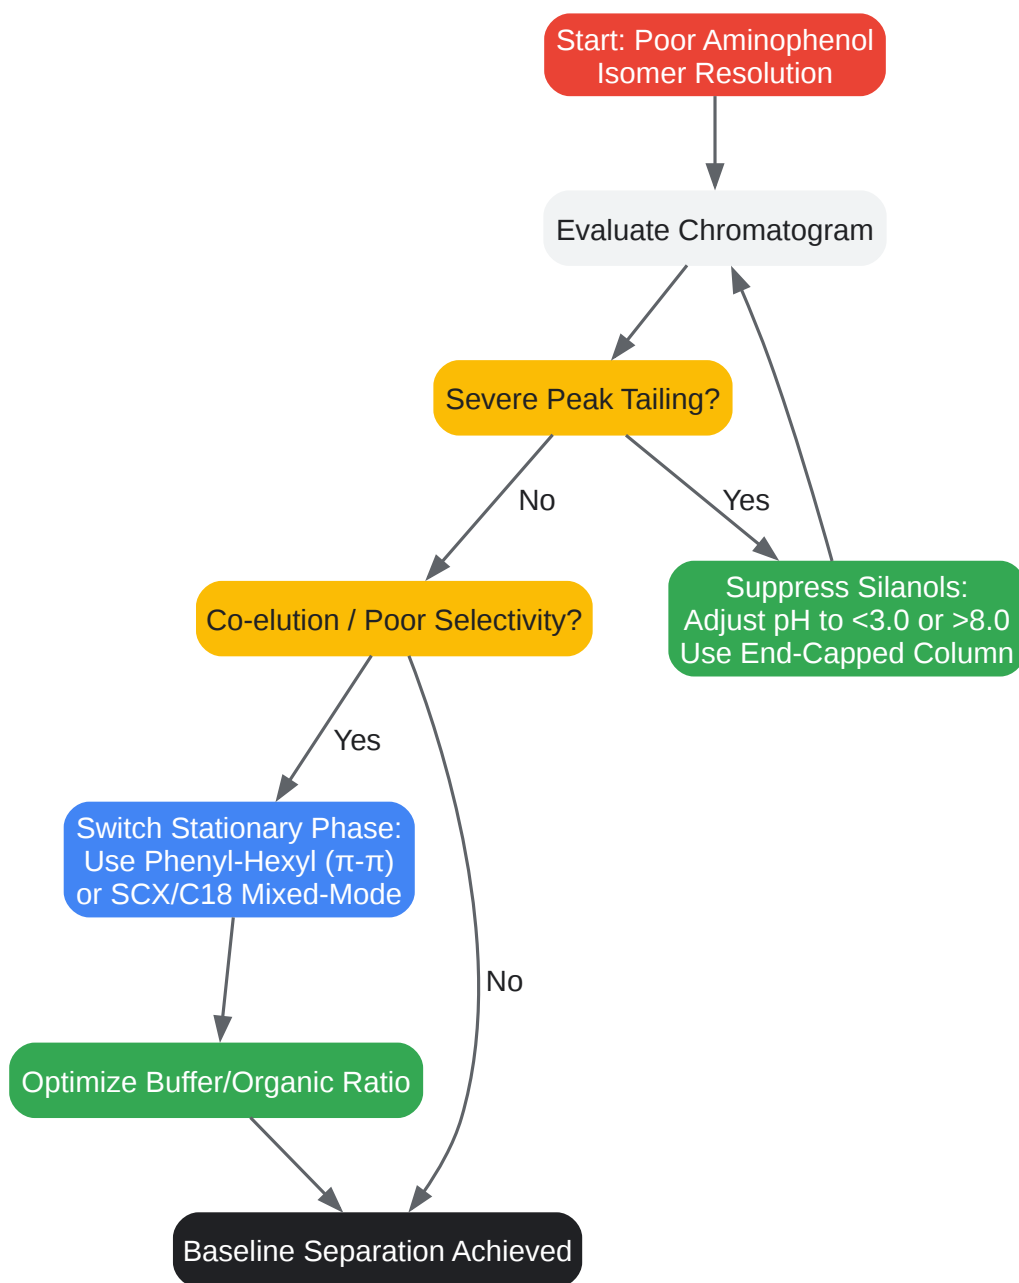 Start: Poor Aminophenol
Isomer Resolution
Evaluate Chromatogram
Severe Peak Tailing?
No
Yes
Suppress Silanols:
Adjust pH to <3.0 or >8.0
Use End-Capped Column
Co-elution / Poor Selectivity?
Yes
Switch Stationary Phase:
Use Phenyl-Hexyl (π-π)
or SCX/C18 Mixed-Mode
No
Optimize Buffer/Organic Ratio
Baseline Separation Achieved